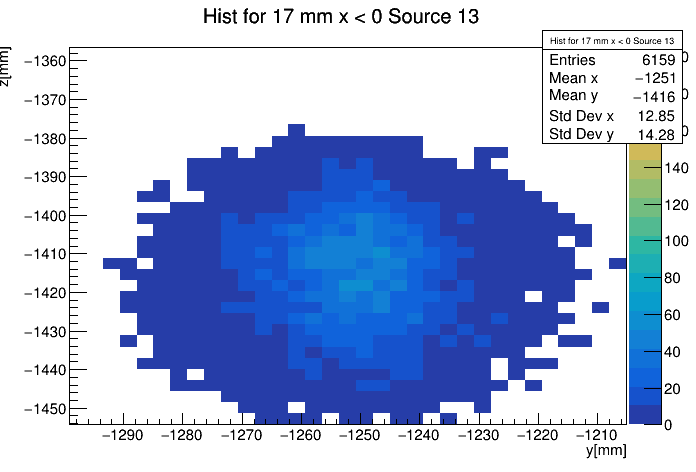 Hist for 17 mm x < 0 Source 13
z[mm]
Hist for 17 mm x < 0 Source 13
Entries 6159
Mean x −1251
Mean y −1416
Std Dev x 12.85
Std Dev y 14.28
−1360
−1370
−1380
−1390
−1400
−1410
−1420
−1430
−1440
−1450
140
120
100
80
60
40
20
0
−1290 −1280 −1270 −1260 −1250 −1240 −1230 −1220 −1210
y[mm]